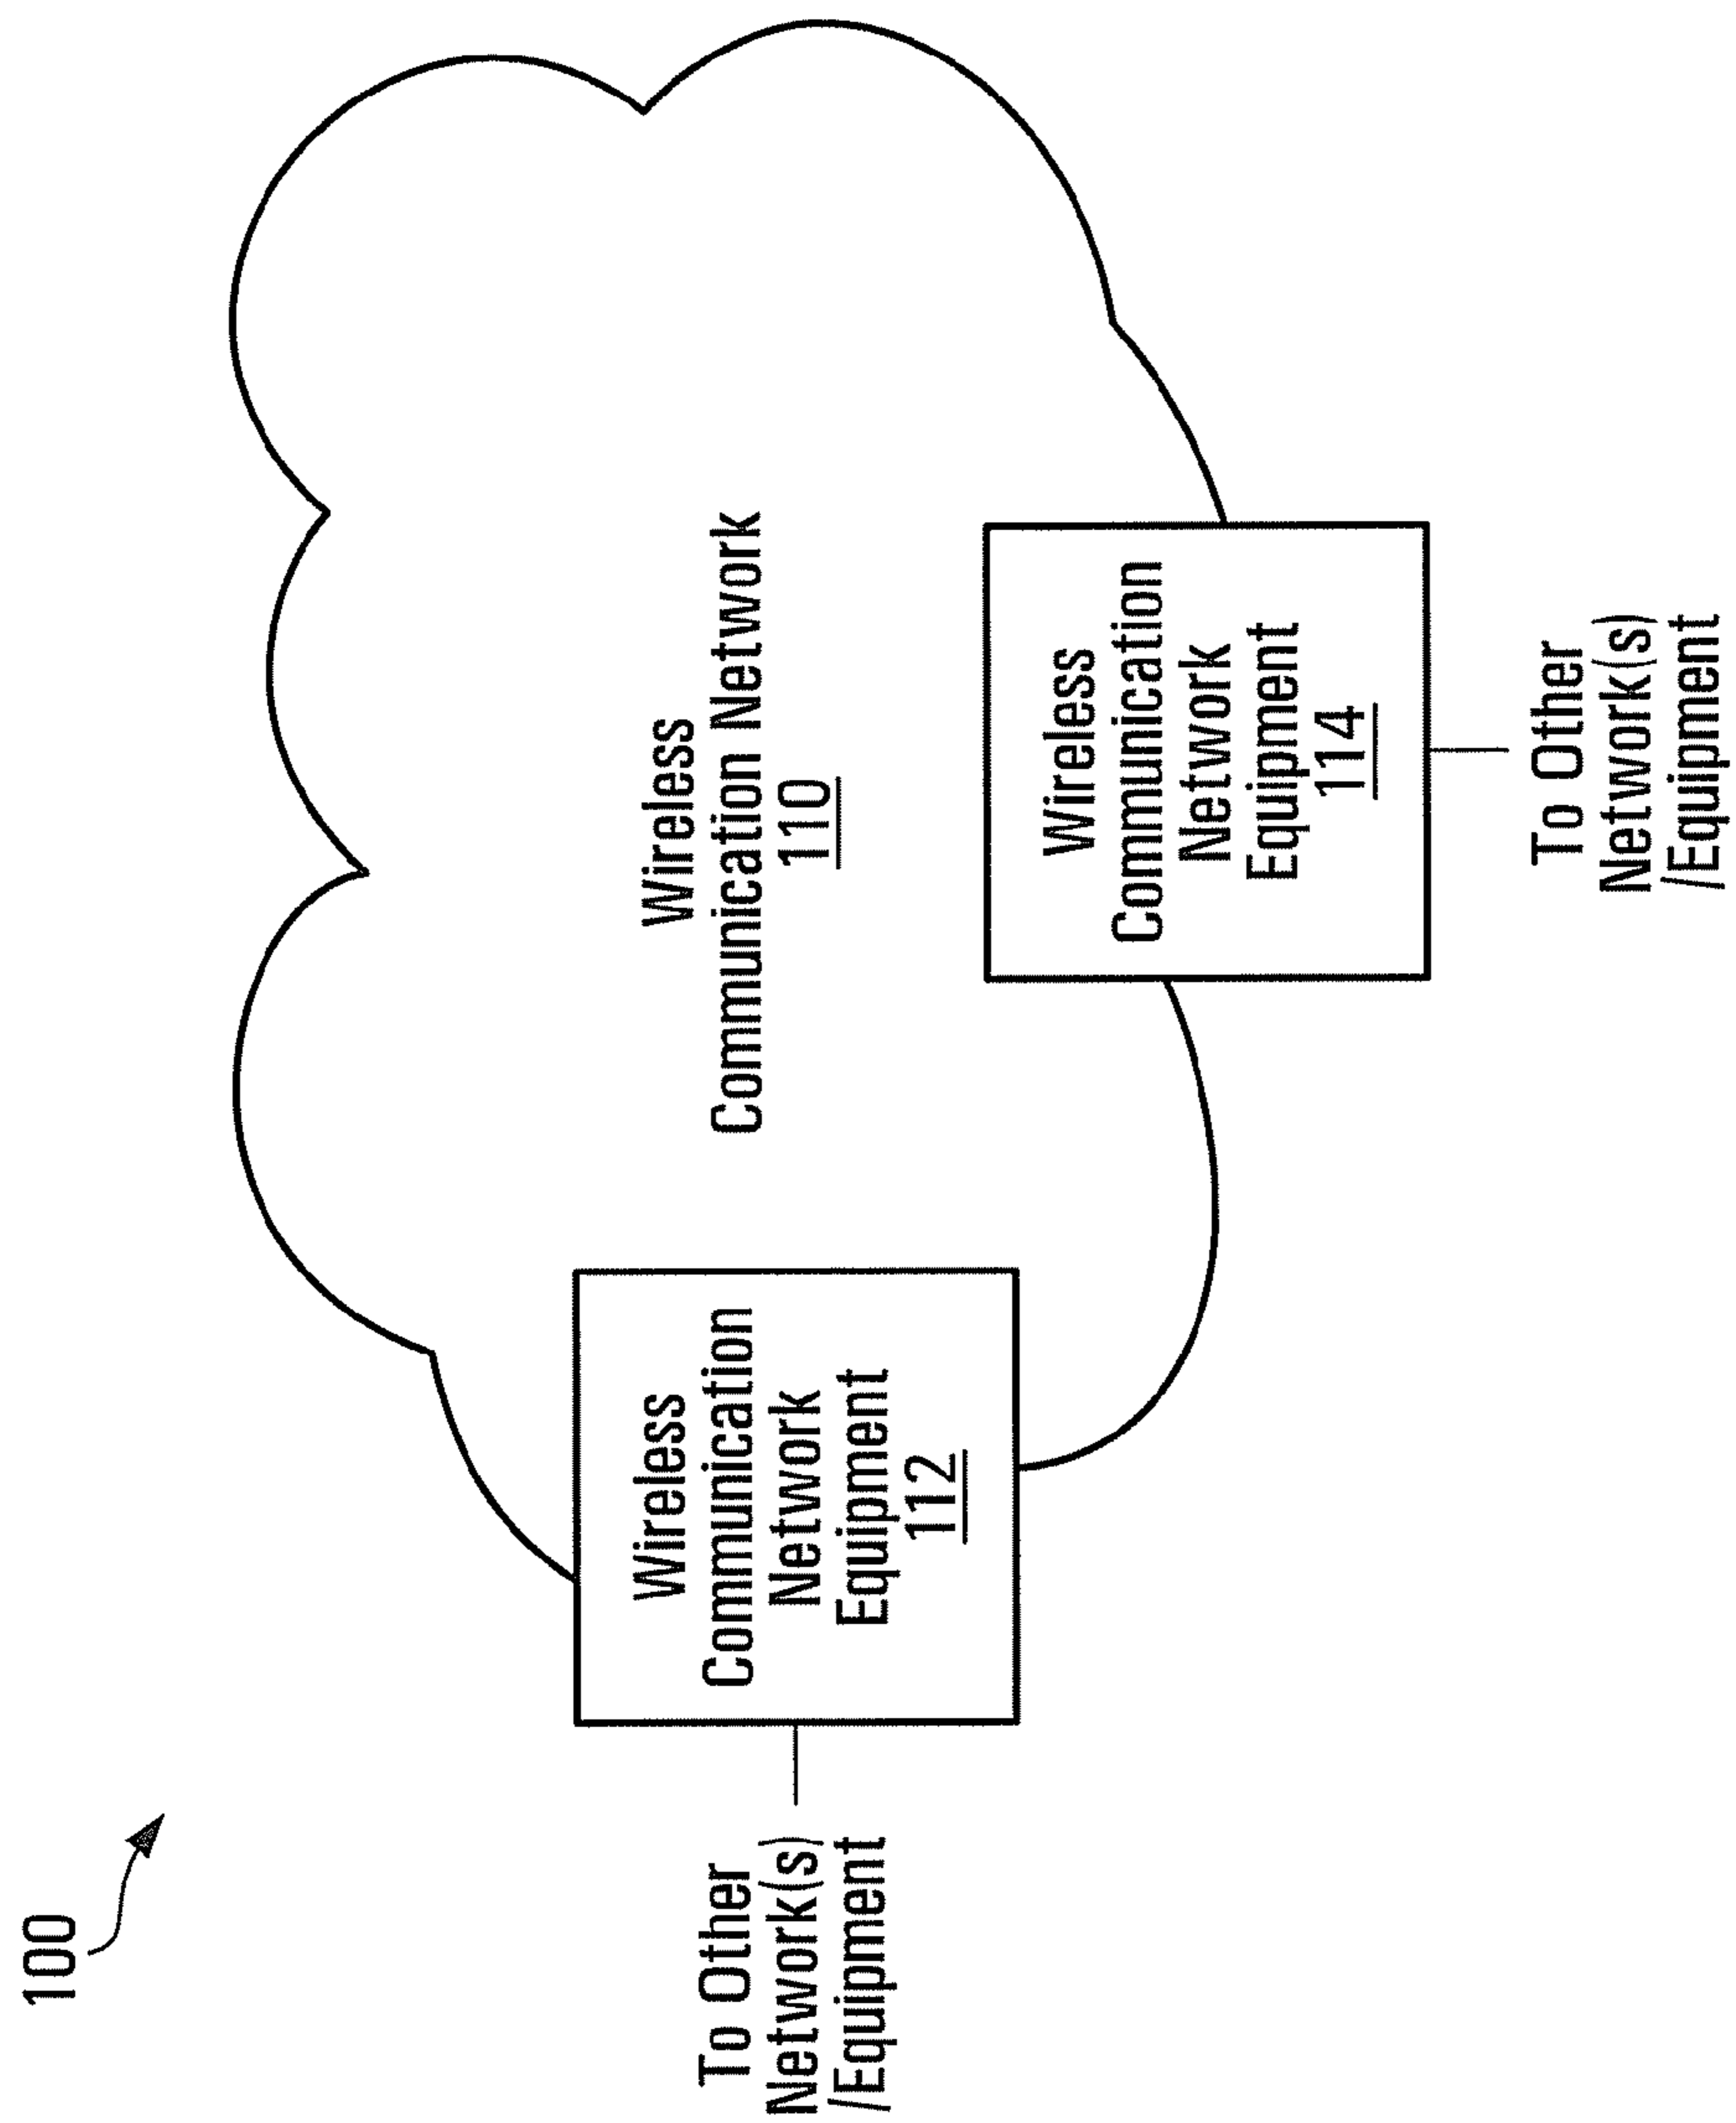 100
Wireless
Communication Network
110
Wireless
Communication
Network
Equipment
112
To Other
Network(s)
/Equipment
Wireless
Communication
Network
Equipment
114
To Other
Network(s)
/Equipment